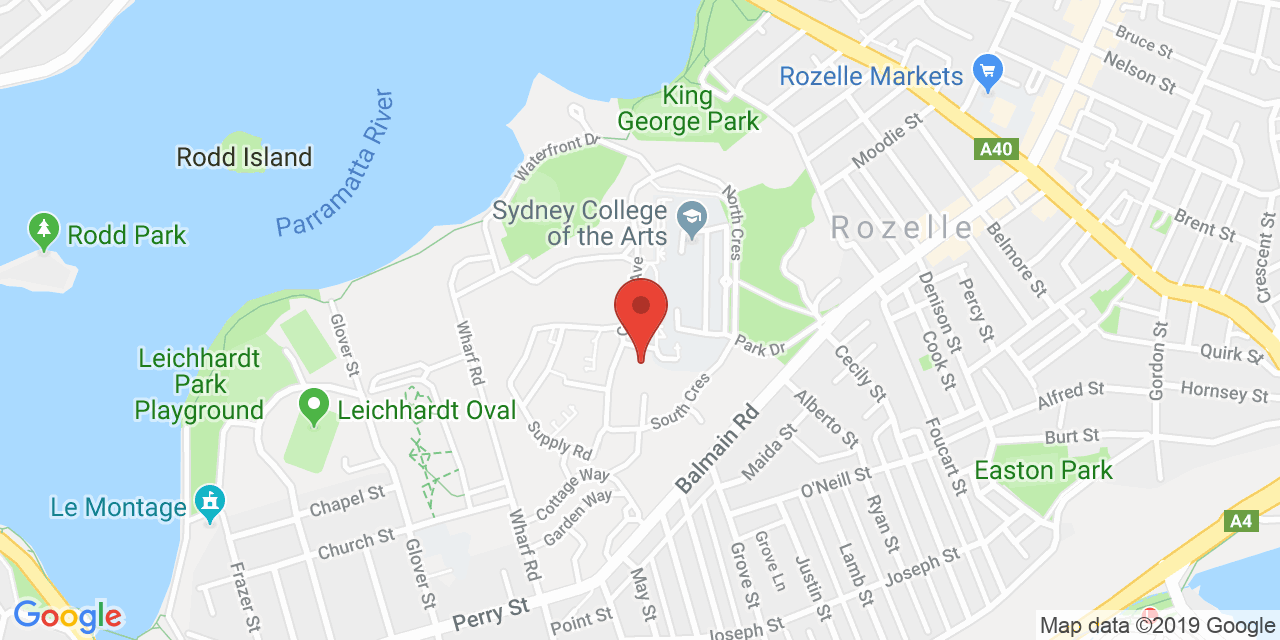 Bruce St
Nelson St
Rozelle Markets
King
George Park
Parramatta River
A40
Moodie St
Waterfront Dr
Rodd Island
Rodd Park
Sydney College
of the Arts
North Cres
Rozelle
Brent St
Crescent St
Belmore St
Denison St
Percy St
Glover St
Wharf Rd
Park Dr
Cecily St
Cook St
Gordon St
Quirk St
Leichhardt
Park
Playground
Leichhardt Oval
South Cres
Alberto St
Alfred St
Hornsey St
Balmain Rd
Maida St
Foucart St
Burt St
Supply Rd
Easton Park
O'Neill St
Cottage Way
Garden Way
Le Montage
Chapel St
Church St
Wharf Rd
Ryan St
A4
Glover St
Frazer St
Grove St
Grove Ln
Justin St
Lamb St
Joseph St
May St
Perry St
Point St
Joseph St
Google
Map data ©2019 Google